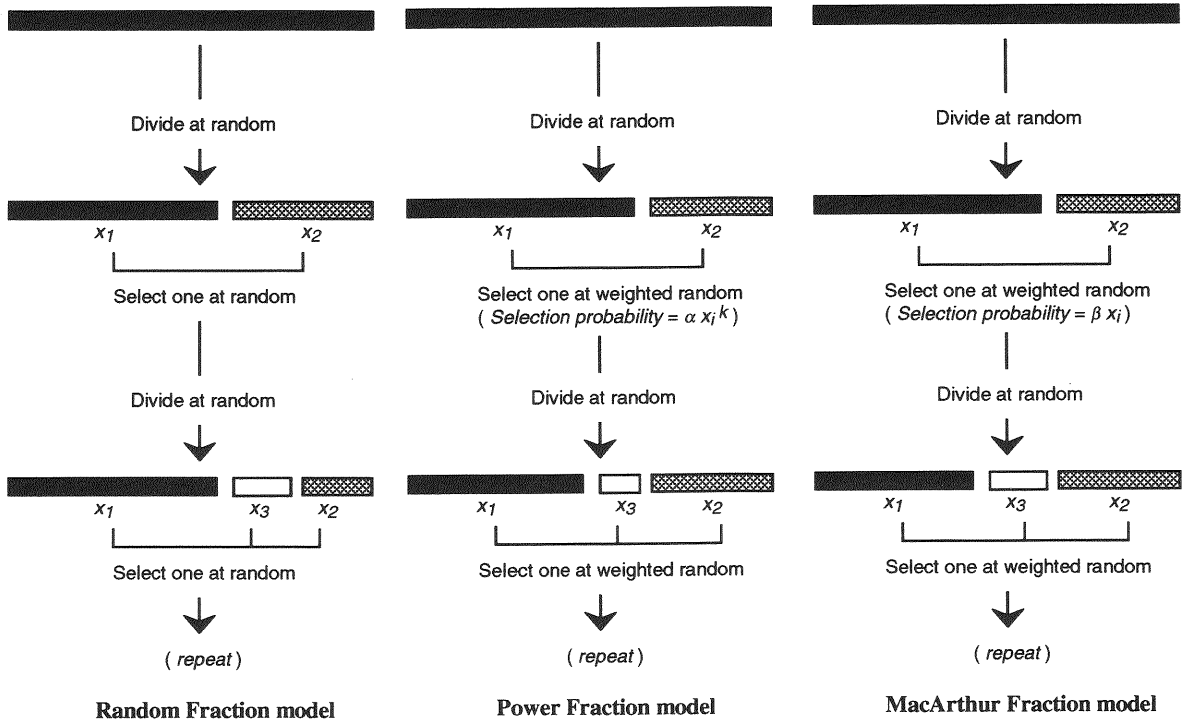 Divide at random
x1 x2
Select one at random
Divide at random
x1 x3 x2
Select one at random
( repeat )
Random Fraction model
Divide at random
x1 x2
Select one at weighted random
( Selection probability = α xi k )
Divide at random
x1 x3 x2
Select one at weighted random
( repeat )
Power Fraction model
Divide at random
x1 x2
Select one at weighted random
( Selection probability = β xi )
Divide at random
x1 x3 x2
Select one at weighted random
( repeat )
MacArthur Fraction model